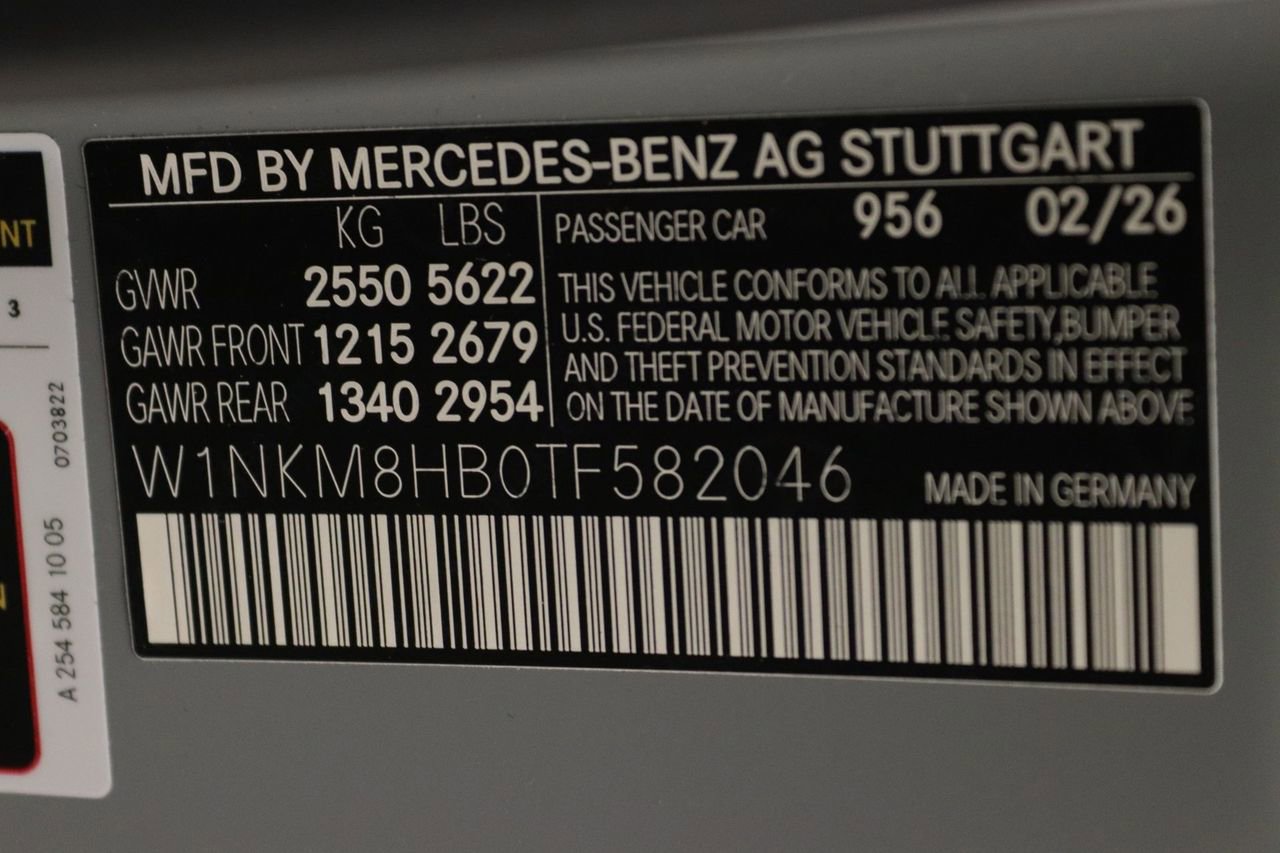 MFD BY MERCEDES-BENZ AG STUTTGART
KG LBS
GVWR 2550 5622
GAWR FRONT 1215 2679
GAWR REAR 1340 2954
PASSENGER CAR 956 02/26
THIS VEHICLE CONFORMS TO ALL APPLICABLE
U.S. FEDERAL MOTOR VEHICLE SAFETY,BUMPER
AND THEFT PREVENTION STANDARDS IN EFFECT
ON THE DATE OF MANUFACTURE SHOWN ABOVE
W1NKM8HB0TF582046
MADE IN GERMANY
NT
3
0703822
A 254 584 10 05